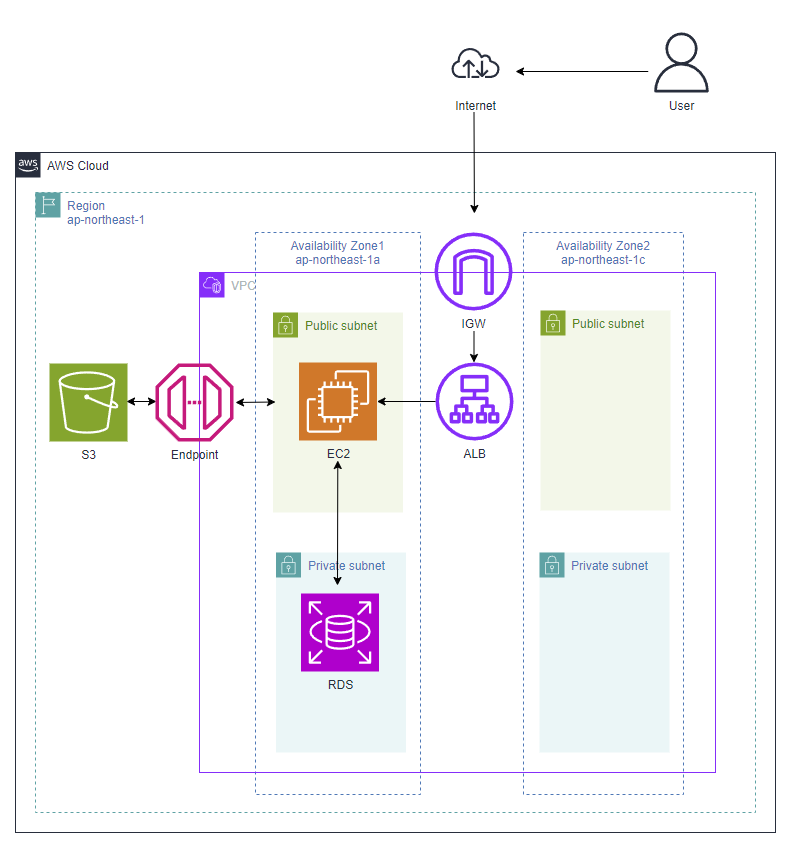 Internet
User
aws
AWS Cloud
Region
ap-northeast-1
Availability Zone1
ap-northeast-1a
Availability Zone2
ap-northeast-1c
VPC
Public subnet
IGW
Public subnet
S3
Endpoint
EC2
ALB
Private subnet
Private subnet
RDS